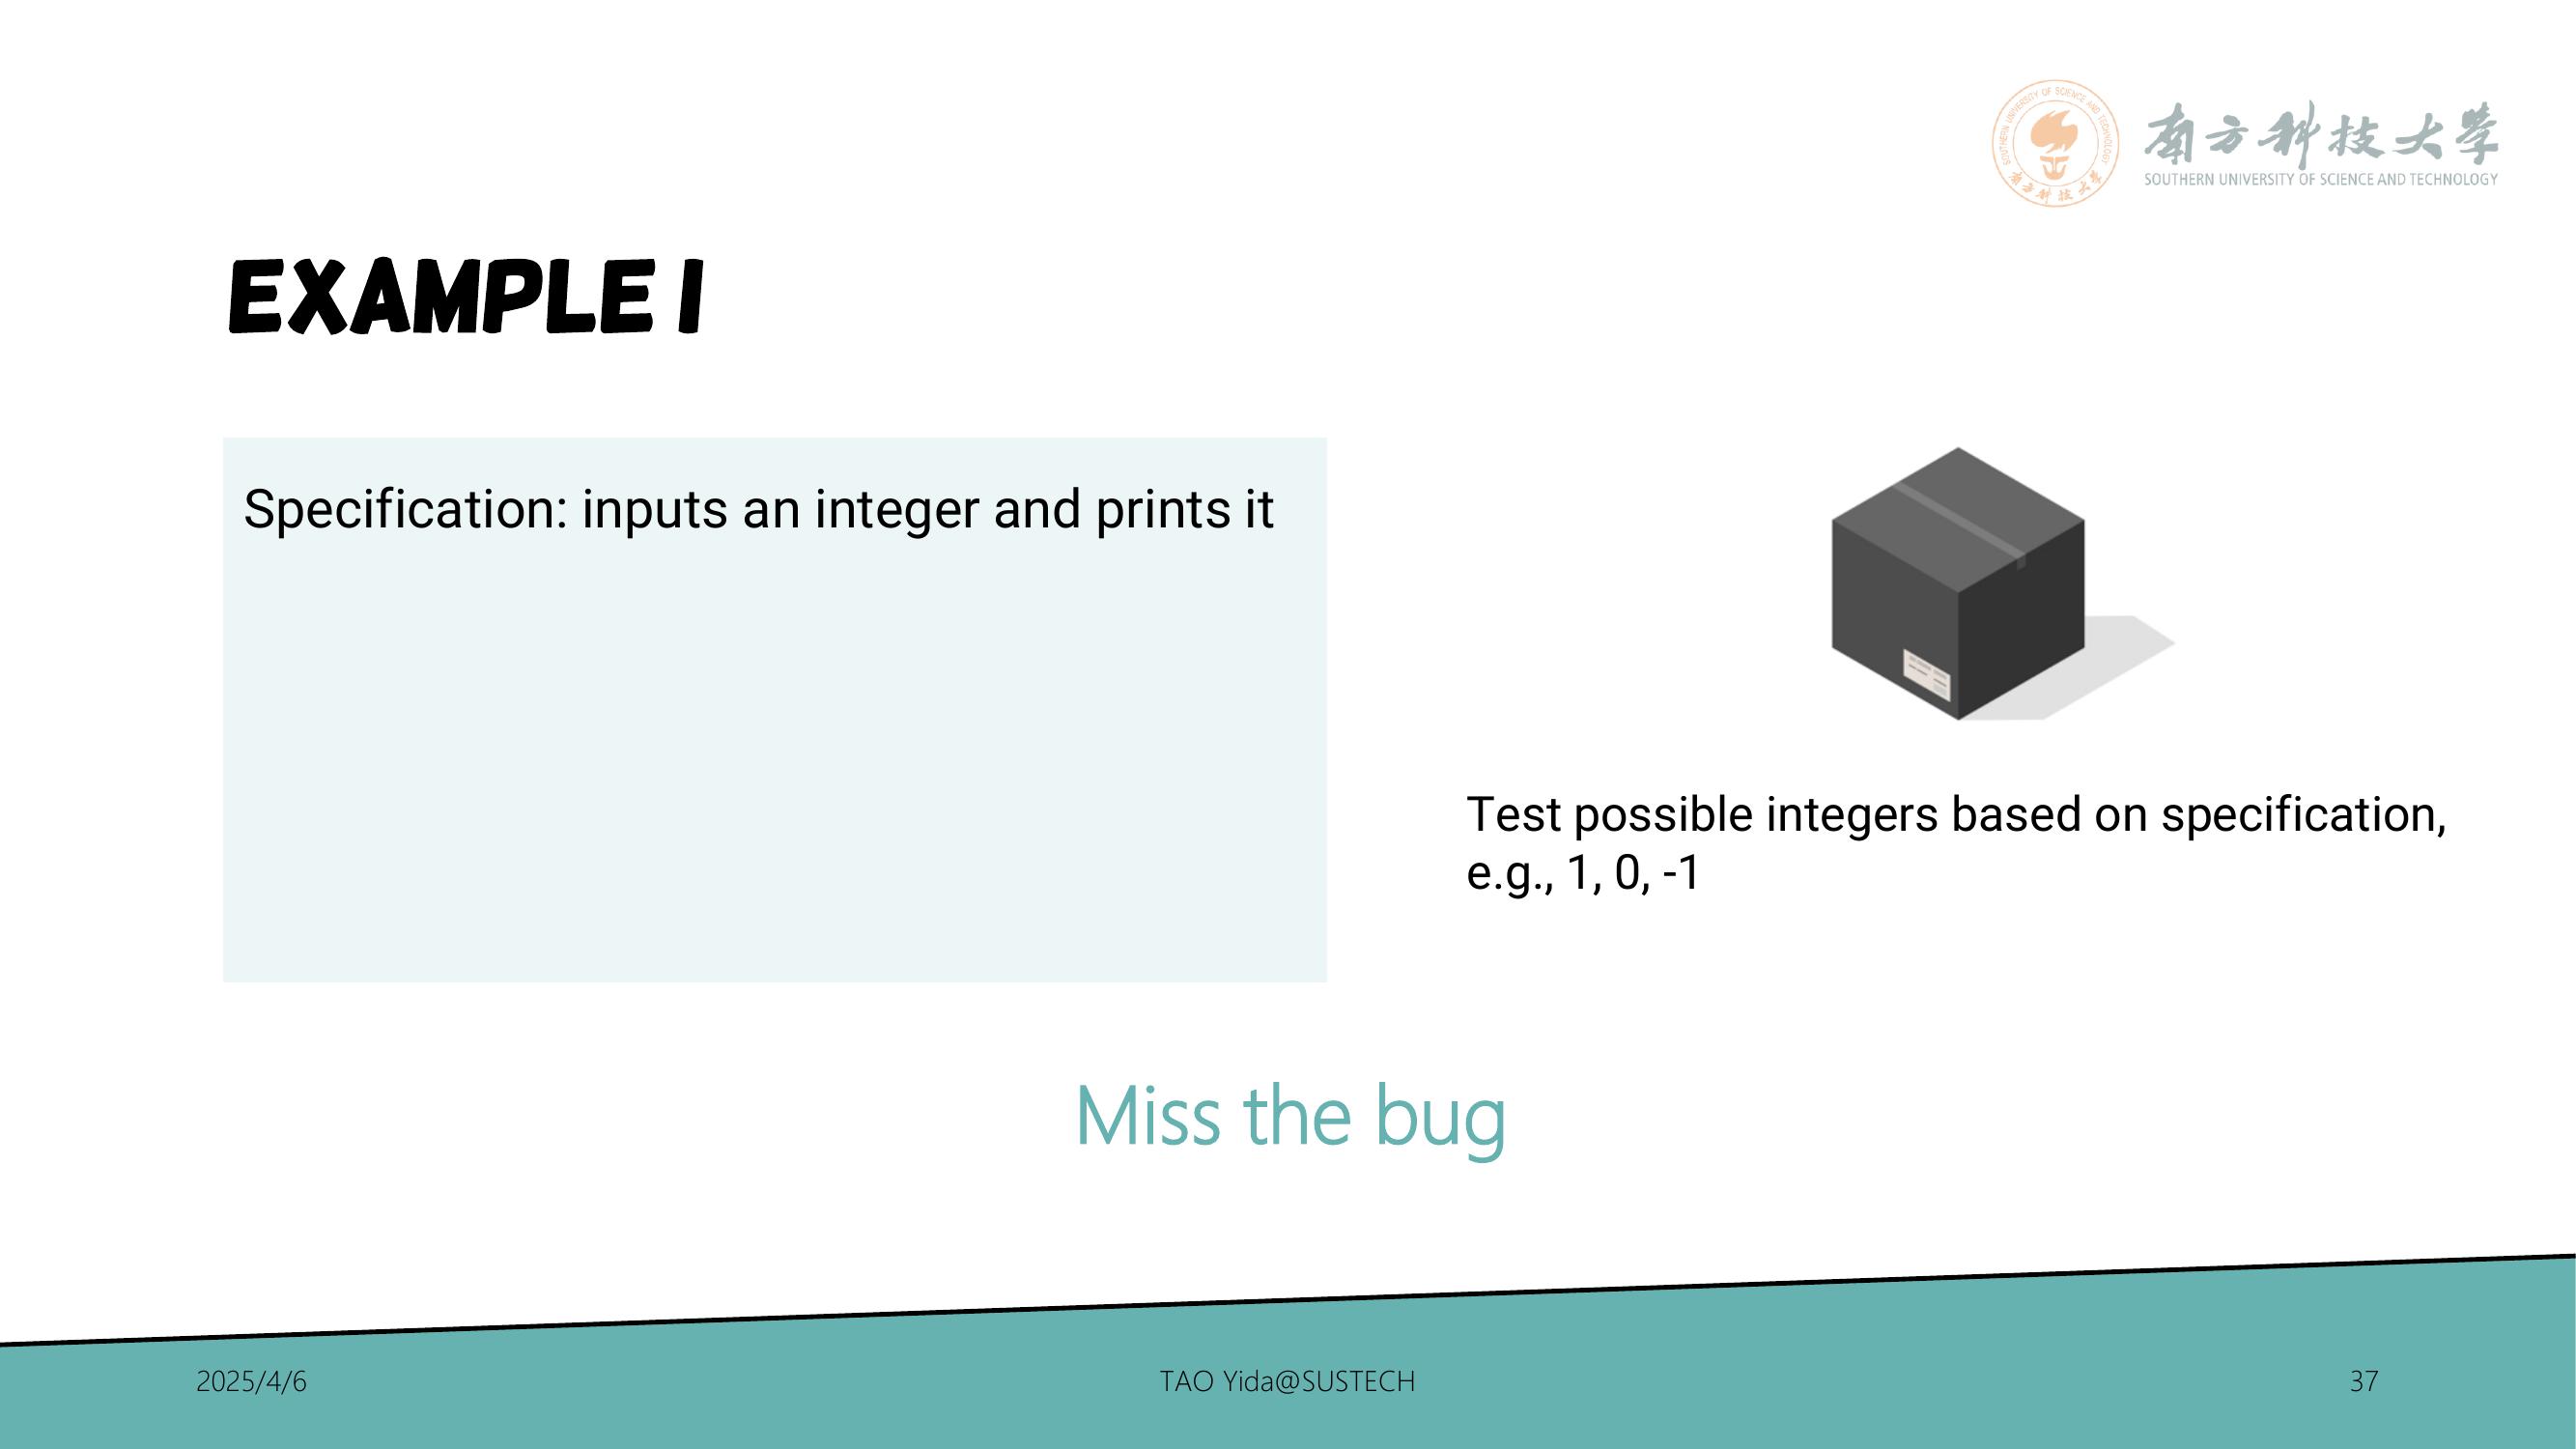 南方科技大學
SOUTHERN UNIVERSITY OF SCIENCE AND TECHNOLOGY
EXAMPLE 1
Specification: inputs an integer and prints it
Test possible integers based on specification,
e.g., 1, 0, -1
Miss the bug
2025/4/6
TAO Yida@SUSTECH
37